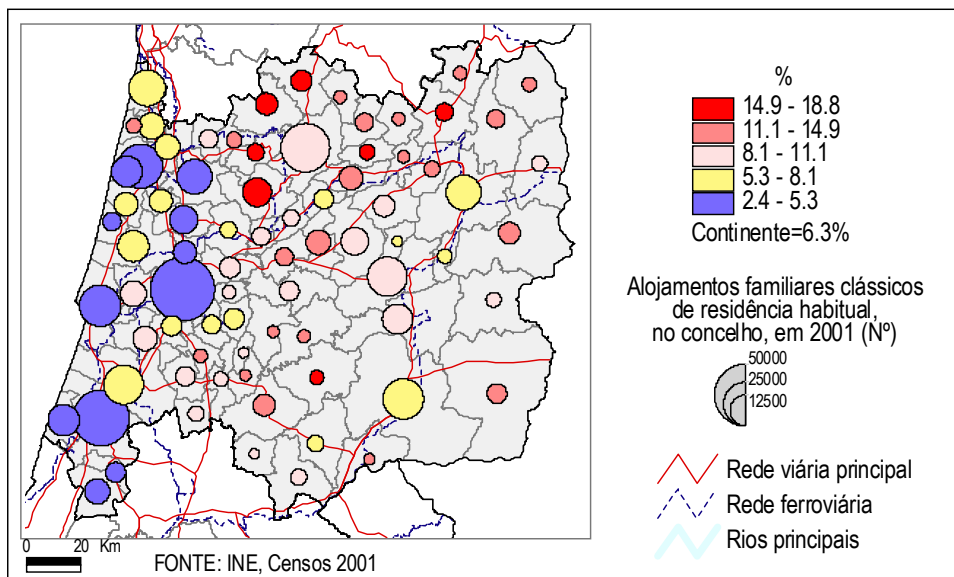 %
14.9 - 18.8
11.1 - 14.9
8.1 - 11.1
5.3 - 8.1
2.4 - 5.3
Continente=6.3%
Alojamentos familiares clássicos
de residência habitual,
no concelho, em 2001 (Nº)
50000
25000
12500
Rede viária principal
Rede ferroviária
Rios principais
0 20 Km
FONTE: INE, Censos 2001